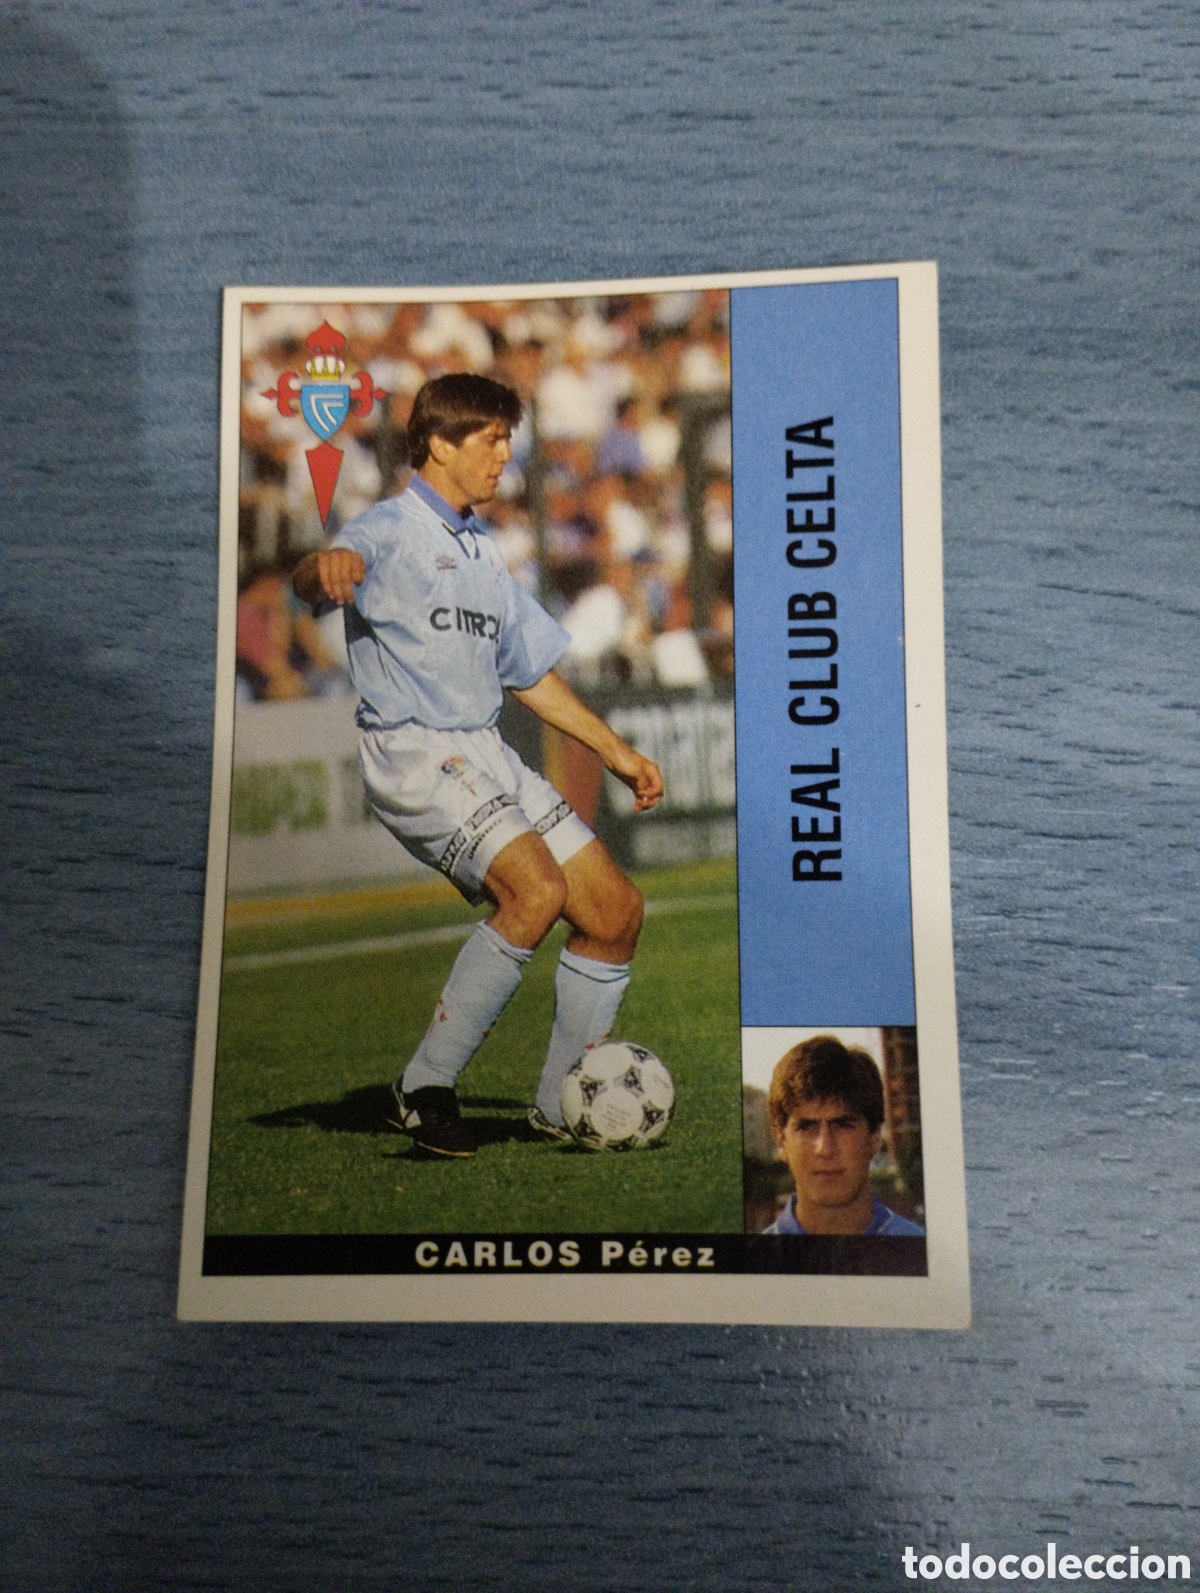 REAL CLUB CELTA
CITRO
CARLOS Pérez
todocoleccion